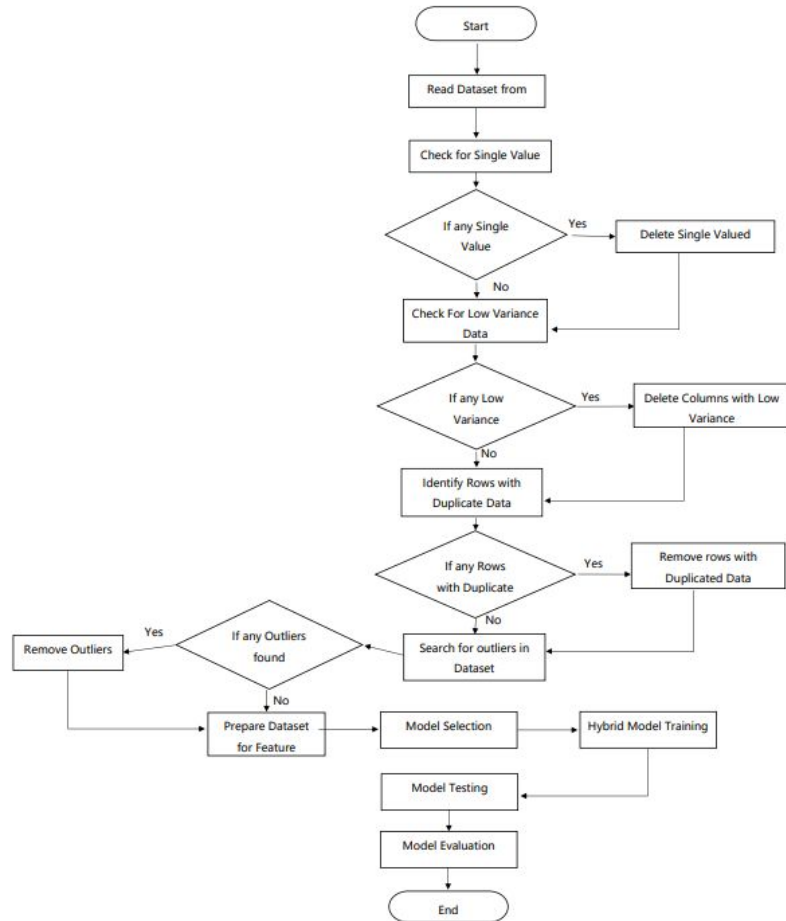 Start
Read Dataset from
Check for Single Value
If any Single
Value
Yes
Delete Single Valued
No
Check For Low Variance
Data
If any Low
Variance
Yes
Delete Columns with Low
Variance
No
Identify Rows with
Duplicate Data
If any Rows
with Duplicate
Yes
Remove rows with
Duplicated Data
No
Search for outliers in
Dataset
If any Outliers
found
Yes
Remove Outliers
No
Prepare Dataset
for Feature
Model Selection
Hybrid Model Training
Model Testing
Model Evaluation
End